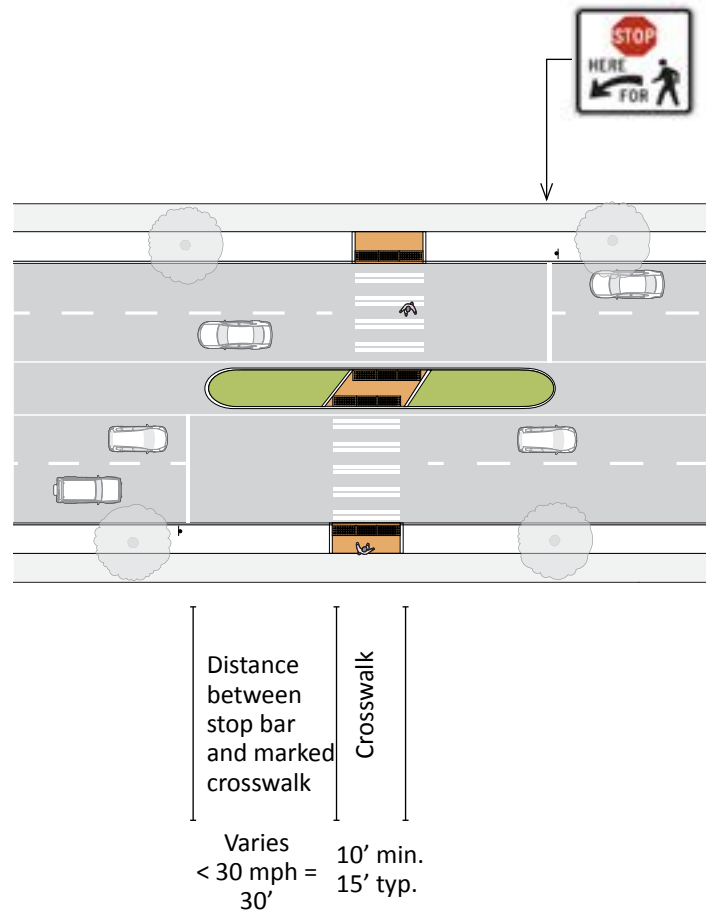 STOP
HERE
FOR
Distance
between
stop bar
and marked
crosswalk
Crosswalk
Varies
< 30 mph =
30’
10’ min.
15’ typ.